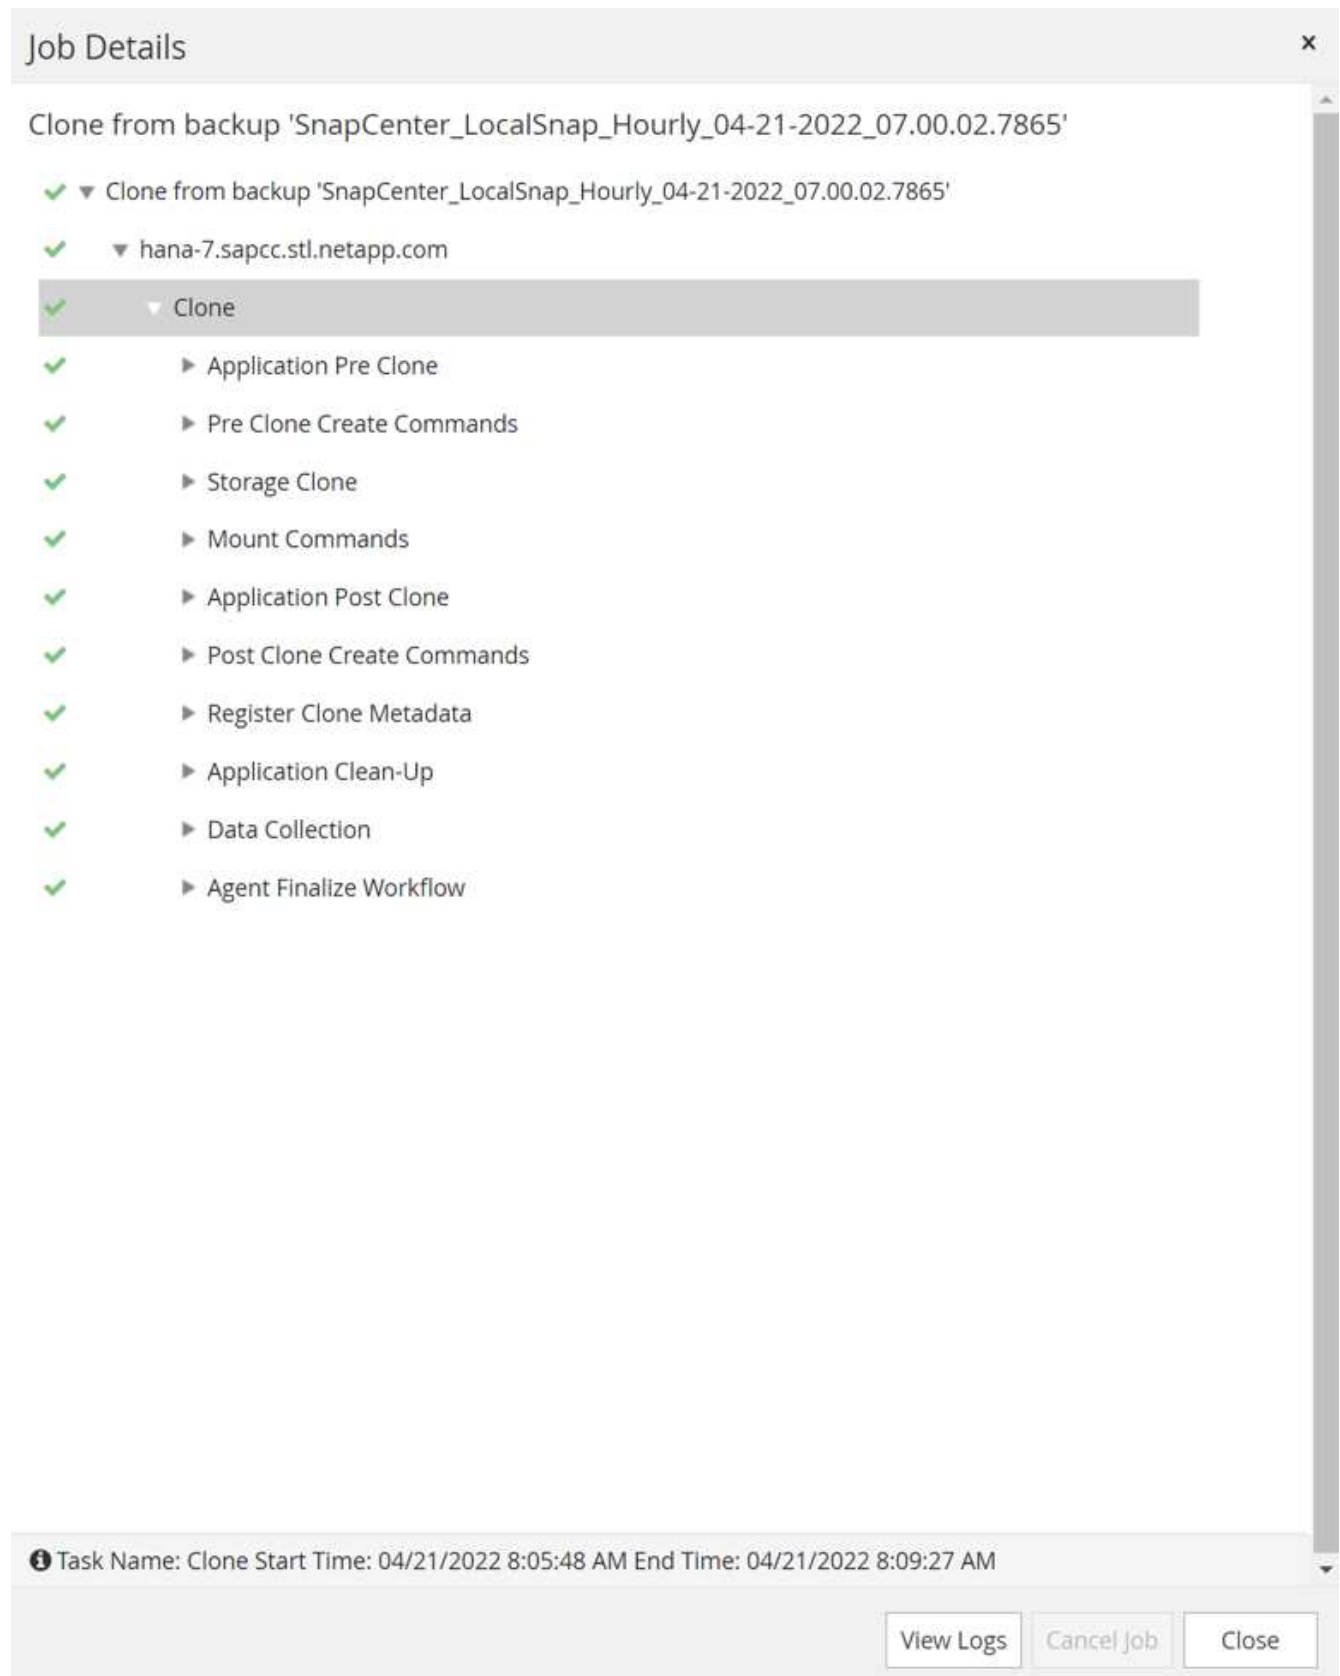 Job Details
Clone from backup 'SnapCenter_LocalSnap_Hourly_04-21-2022_07.00.02.7865'
Clone from backup 'SnapCenter_LocalSnap_Hourly_04-21-2022_07.00.02.7865'
hana-7.sapcc.stl.netapp.com
Clone
Application Pre Clone
Pre Clone Create Commands
Storage Clone
Mount Commands
Application Post Clone
Post Clone Create Commands
Register Clone Metadata
Application Clean-Up
Data Collection
Agent Finalize Workflow
Task Name: Clone Start Time: 04/21/2022 8:05:48 AM End Time: 04/21/2022 8:09:27 AM
View Logs Cancel Job Close